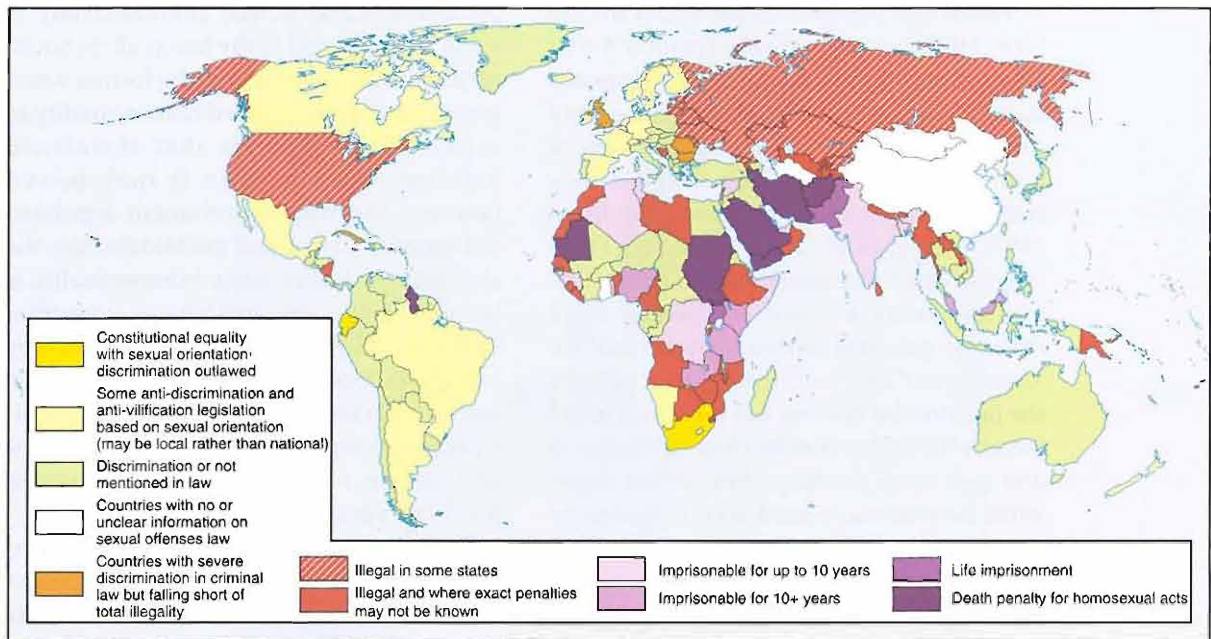 Constitutional equality
with sexual orientation
discrimination outlawed
Some anti-discrimination and
anti-vilification legislation
based on sexual orientation
(may be local rather than national)
Discrimination or not
mentioned in law
Countries with no or
unclear information on
sexual offenses law
Countries with severe
discrimination in criminal
law but falling short of
total illegality
Illegal in some states
Illegal and where exact penalties
may not be known
Imprisonable for up to 10 years
Imprisonable for 10+ years
Life imprisonment
Death penalty for homosexual acts